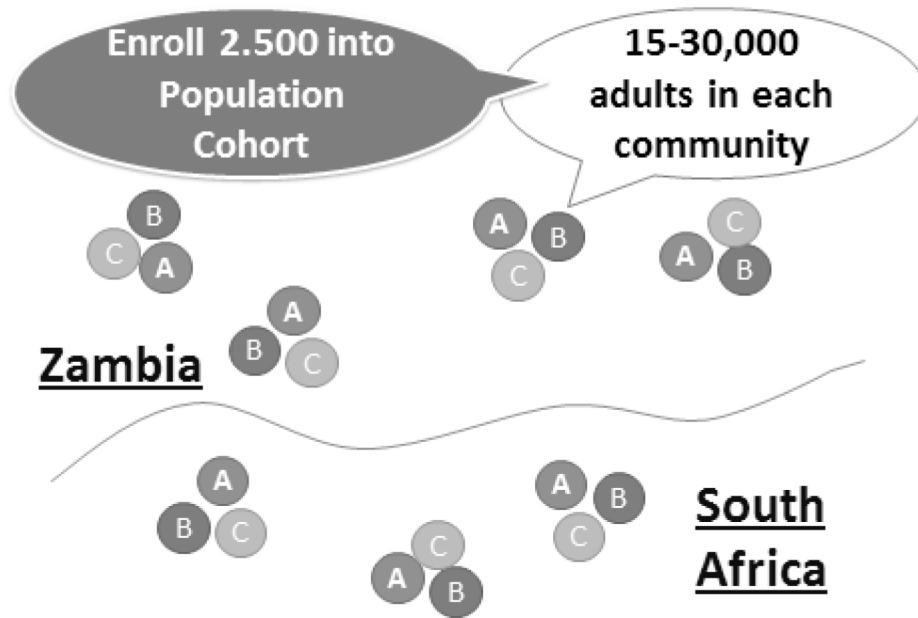 Enroll 2.500 into
Population
Cohort
15-30,000
adults in each
community
B
C
A
A
B
C
C
A
B
A
B
C
Zambia
A
B
C
A
B
C
C
A
B
South
Africa